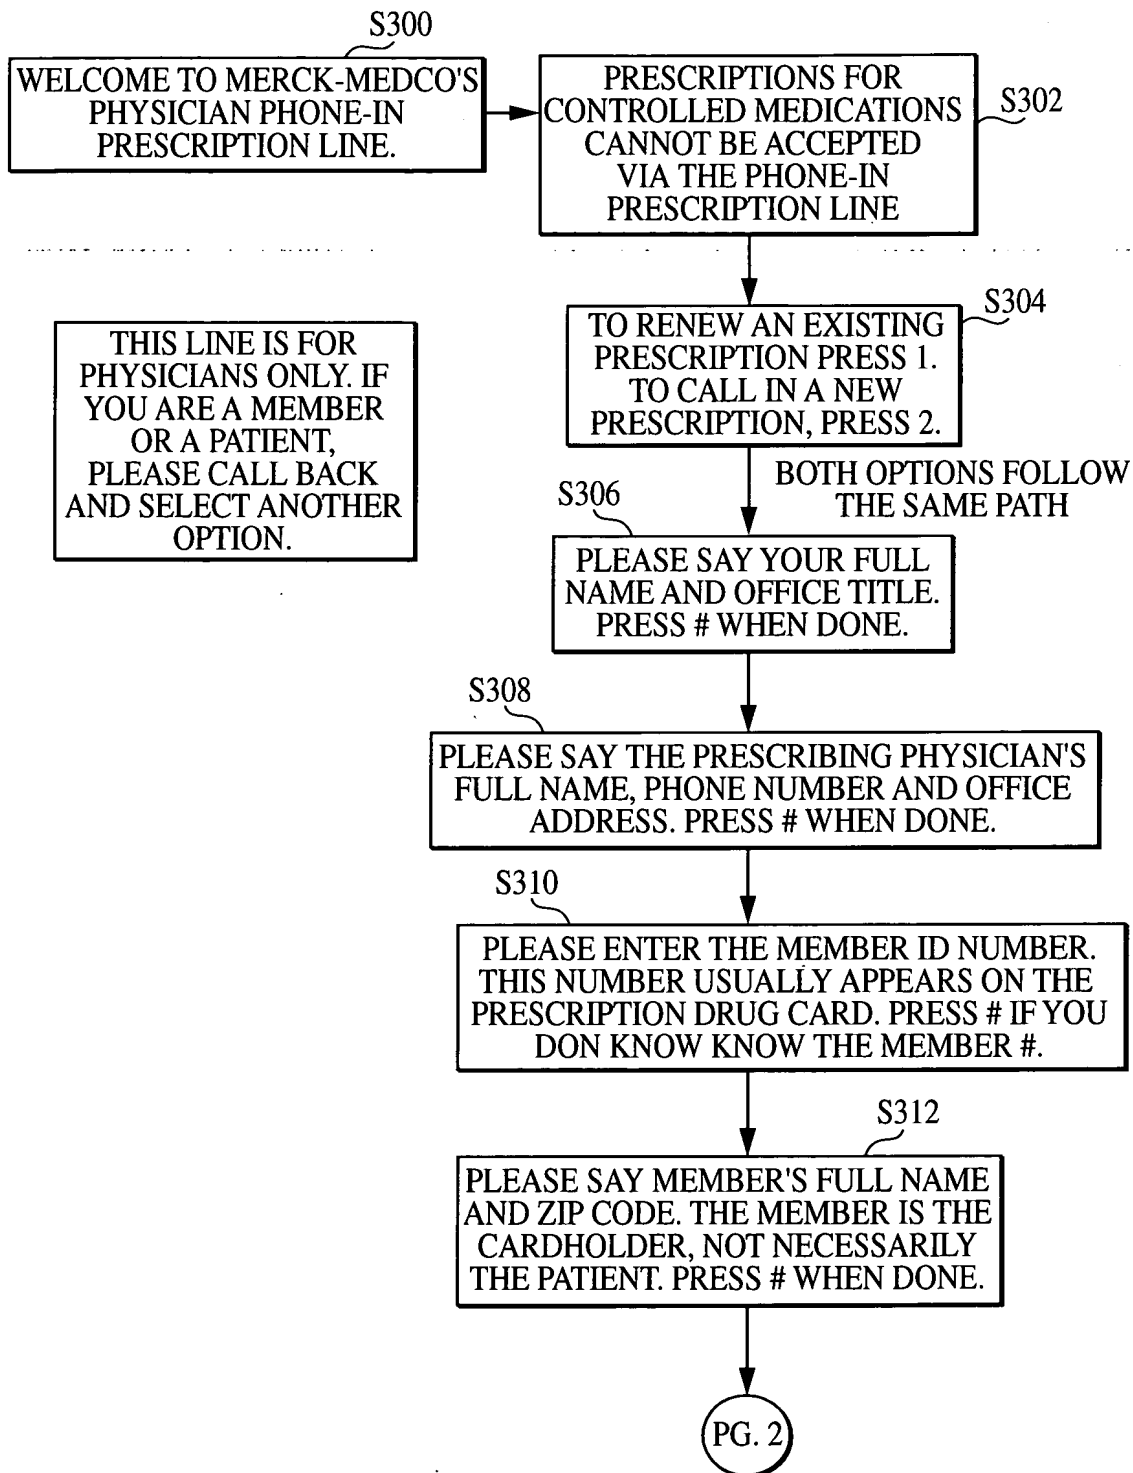 S300
WELCOME TO MERCK-MEDCO'S
PHYSICIAN PHONE-IN
PRESCRIPTION LINE.
PRESCRIPTIONS FOR
CONTROLLED MEDICATIONS
CANNOT BE ACCEPTED
VIA THE PHONE-IN
PRESCRIPTION LINE
S302
THIS LINE IS FOR
PHYSICIANS ONLY. IF
YOU ARE A MEMBER
OR A PATIENT,
PLEASE CALL BACK
AND SELECT ANOTHER
OPTION.
S304
TO RENEW AN EXISTING
PRESCRIPTION PRESS 1.
TO CALL IN A NEW
PRESCRIPTION, PRESS 2.
BOTH OPTIONS FOLLOW
THE SAME PATH
S306
PLEASE SAY YOUR FULL
NAME AND OFFICE TITLE.
PRESS # WHEN DONE.
S308
PLEASE SAY THE PRESCRIBING PHYSICIAN'S
FULL NAME, PHONE NUMBER AND OFFICE
ADDRESS. PRESS # WHEN DONE.
S310
PLEASE ENTER THE MEMBER ID NUMBER.
THIS NUMBER USUALLY APPEARS ON THE
PRESCRIPTION DRUG CARD. PRESS # IF YOU
DON KNOW KNOW THE MEMBER #.
S312
PLEASE SAY MEMBER'S FULL NAME
AND ZIP CODE. THE MEMBER IS THE
CARDHOLDER, NOT NECESSARILY
THE PATIENT. PRESS # WHEN DONE.
PG. 2